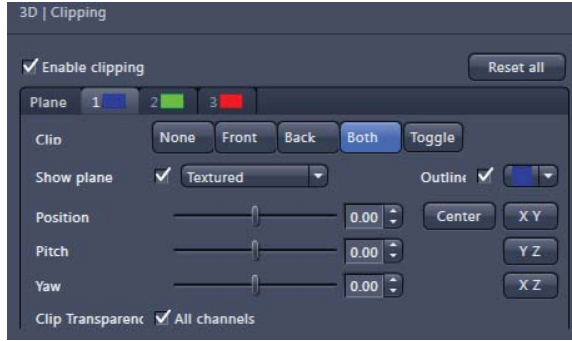 3D | Clipping
Enable clipping Reset all
Plane 1 2 3
Clip None Front Back Both Toggle
Show plane Textured Outline
Position 0.00 Center X Y
Pitch 0.00 Y Z
Yaw 0.00 X Z
Clip Transparenc All channels